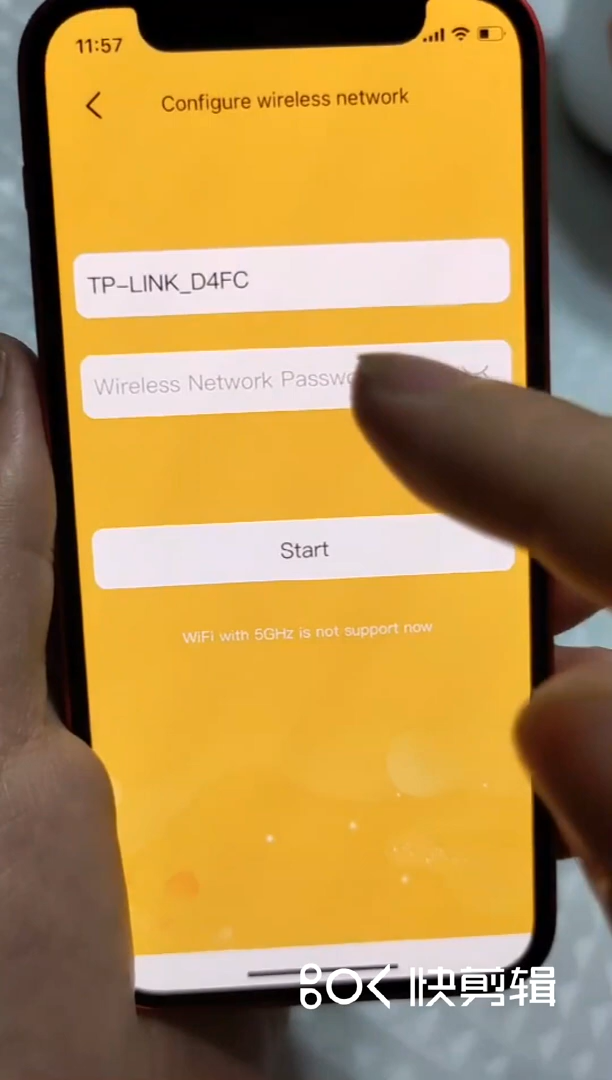 11:57
Configure wireless network
TP-LINK_D4FC
Wireless Network Passw
Start
WiFi with 5GHz is not support now
快剪辑